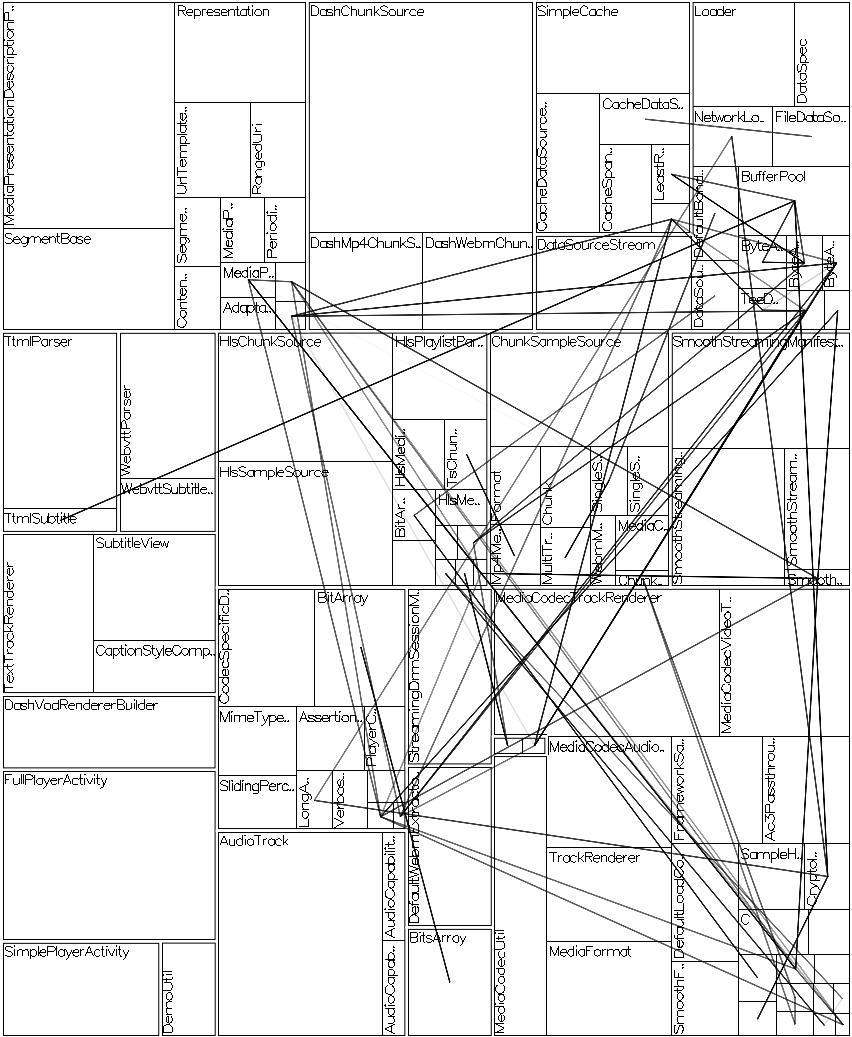 MediaPresentationDescriptionP..
Representation
DashChunkSource
SimpleCache
Loader
DataSpec
UrlTemplate..
RangedUri
CacheDataSource..
CacheDataS..
NetworkLo..
FileDataSo..
CacheSpan..
LeastR..
DefaultBand..
BufferPool
Segme..
MediaP..
Periodi..
SegmentBase
DashMp4ChunkS..
DashWebmChun..
DataSourceStream
ByteA..
ByteA..
ByteA..
Conten..
MediaP..
Adapta..
DataSou..
TeeD..
TtmlParser
WebvttParser
HlsChunkSource
HlsPlaylistPar..
ChunkSampleSource
SmoothStreamingManifest..
HlsMedi..
TsChun..
HlsSampleSource
Format
Chunk
SingleS..
SingleS..
SmoothStreaming..
SmoothStream..
WebvttSubtitle..
BitAr..
HlsMe..
TtmlSubtitle
Mp4Me..
MultiTr..
WebmM..
MediaC..
Chunk..
Smooth..
TextTrackRenderer
SubtitleView
CodecSpecificD..
BitArray
StreamingDrmSessionM..
MediaCodecTrackRenderer
MediaCodecVideoT..
CaptionStyleComp..
DashVodRendererBuilder
MimeType..
Assertion..
PlayerC..
MediaCodecAudio..
FrameworkSa..
Ac3Passthrou..
FullPlayerActivity
SlidingPerc..
LongA..
Verbos..
DefaultWebmExtracto..
AudioTrack
AudioCapabilit..
TrackRenderer
DefaultLoadCo..
SampleH..
CryptoI..
C
BitsArray
MediaCodecUtil
MediaFormat
SimplePlayerActivity
DemoUtil
AudioCapab..
SmoothF..